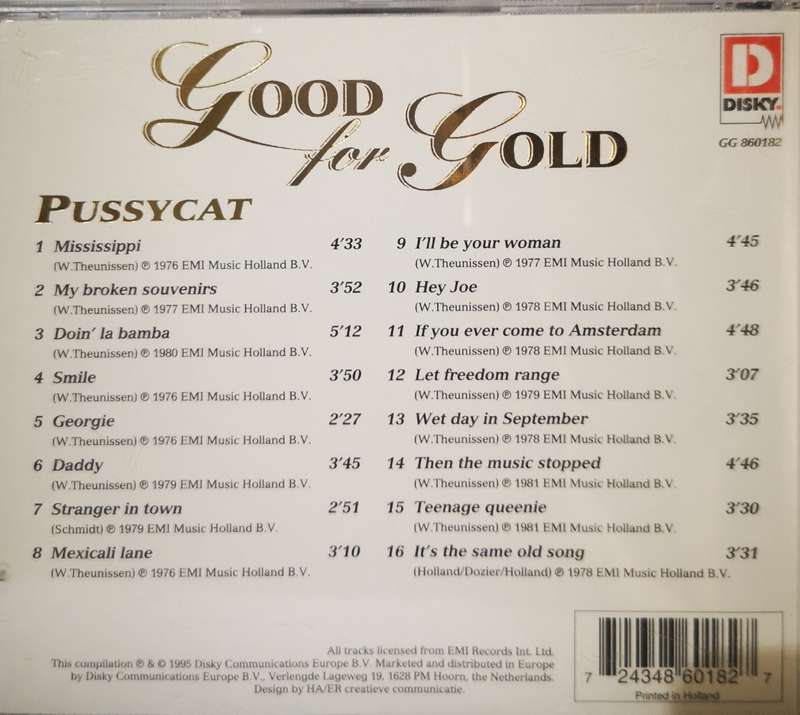 GOOD
for GOLD
D
DISKY.
GG 860182
PUSSYCAT
1 Mississippi 4'33
(W.Theunissen) ℗ 1976 EMI Music Holland B.V.
2 My broken souvenirs 3'52
(W.Theunissen) ℗ 1977 EMI Music Holland B.V.
3 Doin' la bamba 5'12
(W.Theunissen) ℗ 1980 EMI Music Holland B.V.
4 Smile 3'50
(W.Theunissen) ℗ 1976 EMI Music Holland B.V.
5 Georgie 2'27
(W.Theunissen) ℗ 1976 EMI Music Holland B.V.
6 Daddy 3'45
(W.Theunissen) ℗ 1979 EMI Music Holland B.V.
7 Stranger in town 2'51
(Schmidt) ℗ 1979 EMI Music Holland B.V.
8 Mexicali lane 3'10
(W.Theunissen) ℗ 1976 EMI Music Holland B.V.
9 I'll be your woman 4'45
(W.Theunissen) ℗ 1977 EMI Music Holland B.V.
10 Hey Joe 3'46
(W.Theunissen) ℗ 1978 EMI Music Holland B.V.
11 If you ever come to Amsterdam 4'48
(W.Theunissen) ℗ 1978 EMI Music Holland B.V.
12 Let freedom range 3'07
(W.Theunissen) ℗ 1979 EMI Music Holland B.V.
13 Wet day in September 3'35
(W.Theunissen) ℗ 1978 EMI Music Holland B.V.
14 Then the music stopped 4'46
(W.Theunissen) ℗ 1981 EMI Music Holland B.V.
15 Teenage queenie 3'30
(W.Theunissen) ℗ 1981 EMI Music Holland B.V.
16 It's the same old song 3'31
(Holland/Dozier/Holland) ℗ 1978 EMI Music Holland B.V.
All tracks licensed from EMI Records Int. Ltd.
This compilation ℗ & © 1995 Disky Communications Europe B.V. Marketed and distributed in Europe
by Disky Communications Europe B.V., Verlengde Lageweg 19, 1628 PM Hoorn, the Netherlands.
Design by HA/ER creatieve communicatie.
7 24348 60182 7
Printed in Holland